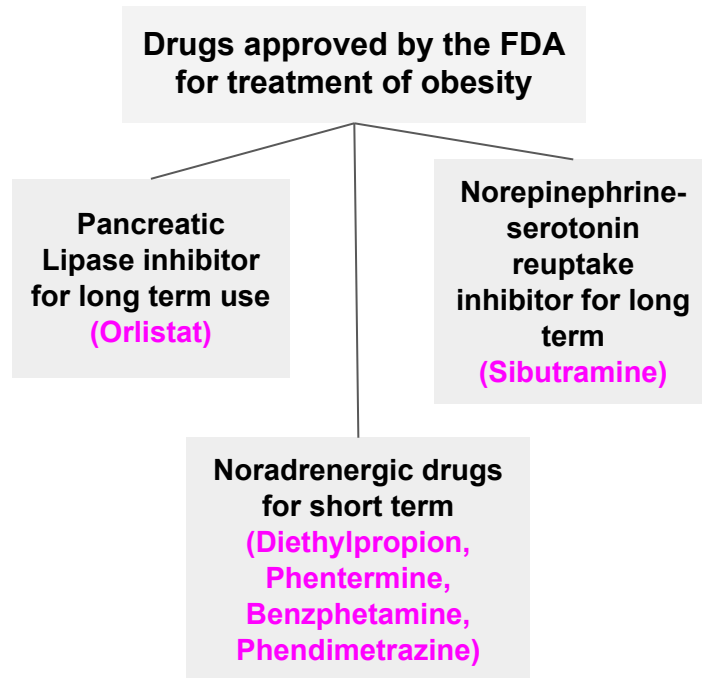 Drugs approved by the FDA
for treatment of obesity
Pancreatic
Lipase inhibitor
for long term use
(Orlistat)
Norepinephrine-
serotonin
reuptake
inhibitor for long
term
(Sibutramine)
Noradrenergic drugs
for short term
(Diethylpropion,
Phentermine,
Benzphetamine,
Phendimetrazine)